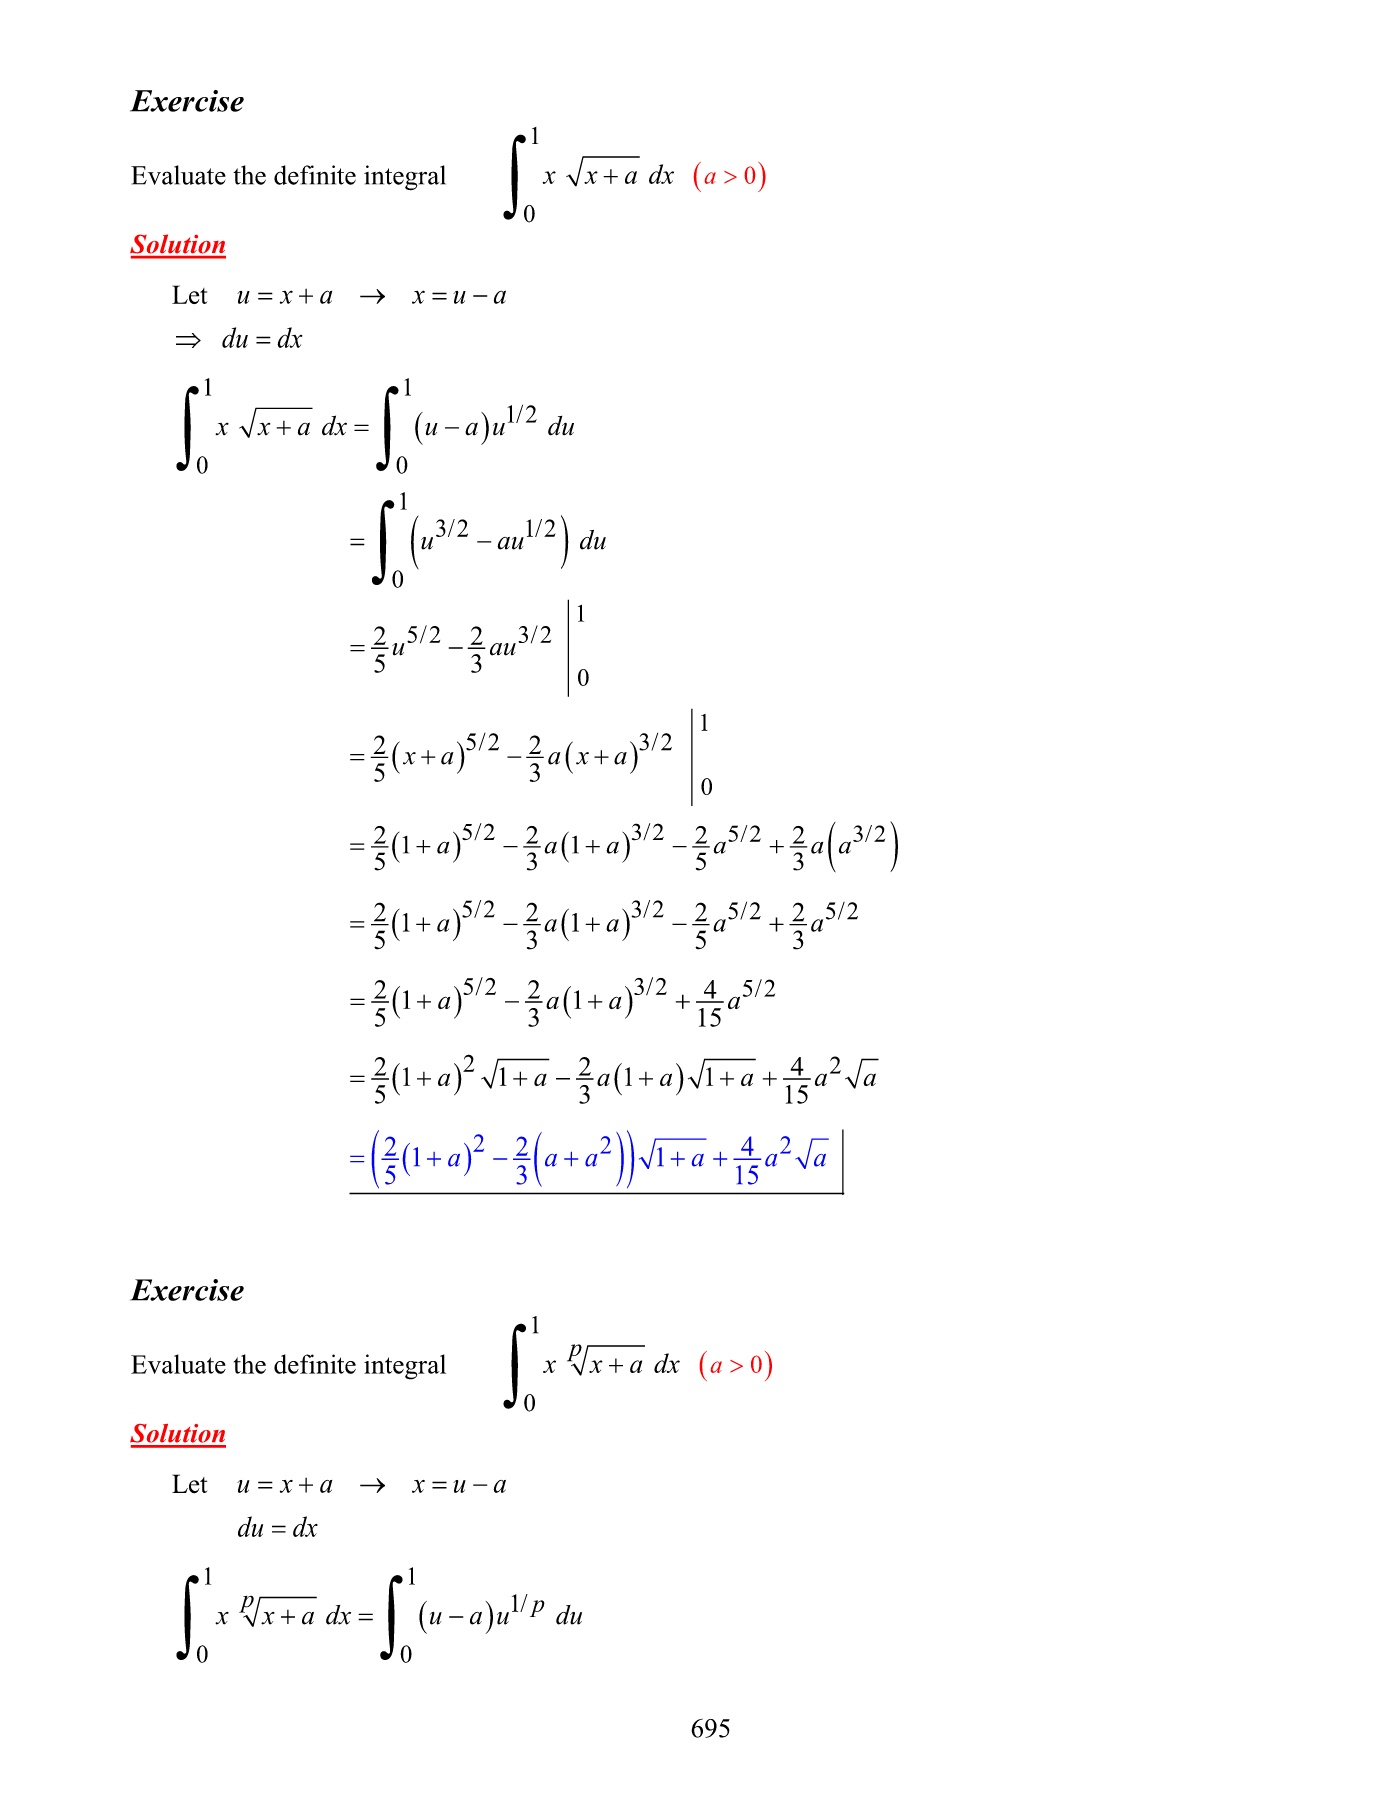 Exercise
Evaluate the definite integral $\int_0^1 x \sqrt{x+a} \, dx \quad (a > 0)$
Solution
Let $u = x + a \rightarrow x = u - a$
$\Rightarrow du = dx$
$\int_0^1 x \sqrt{x+a} \, dx = \int_0^1 (u-a) u^{1/2} \, du$
$= \int_0^1 \left( u^{3/2} - au^{1/2} \right) du$
$= \frac{2}{5} u^{5/2} - \frac{2}{3} au^{3/2} \Big|_0^1$
$= \frac{2}{5} (x+a)^{5/2} - \frac{2}{3} a (x+a)^{3/2} \Big|_0^1$
$= \frac{2}{5} (1+a)^{5/2} - \frac{2}{3} a (1+a)^{3/2} - \frac{2}{5} a^{5/2} + \frac{2}{3} a \left( a^{3/2} \right)$
$= \frac{2}{5} (1+a)^{5/2} - \frac{2}{3} a (1+a)^{3/2} - \frac{2}{5} a^{5/2} + \frac{2}{3} a^{5/2}$
$= \frac{2}{5} (1+a)^{5/2} - \frac{2}{3} a (1+a)^{3/2} + \frac{4}{15} a^{5/2}$
$= \frac{2}{5} (1+a)^2 \sqrt{1+a} - \frac{2}{3} a (1+a) \sqrt{1+a} + \frac{4}{15} a^2 \sqrt{a}$
$= \left( \frac{2}{5} (1+a)^2 - \frac{2}{3} \left( a + a^2 \right) \right) \sqrt{1+a} + \frac{4}{15} a^2 \sqrt{a}$
Exercise
Evaluate the definite integral $\int_0^1 x \sqrt[p]{x+a} \, dx \quad (a > 0)$
Solution
Let $u = x + a \rightarrow x = u - a$
$du = dx$
$\int_0^1 x \sqrt[p]{x+a} \, dx = \int_0^1 (u-a) u^{1/p} \, du$
695